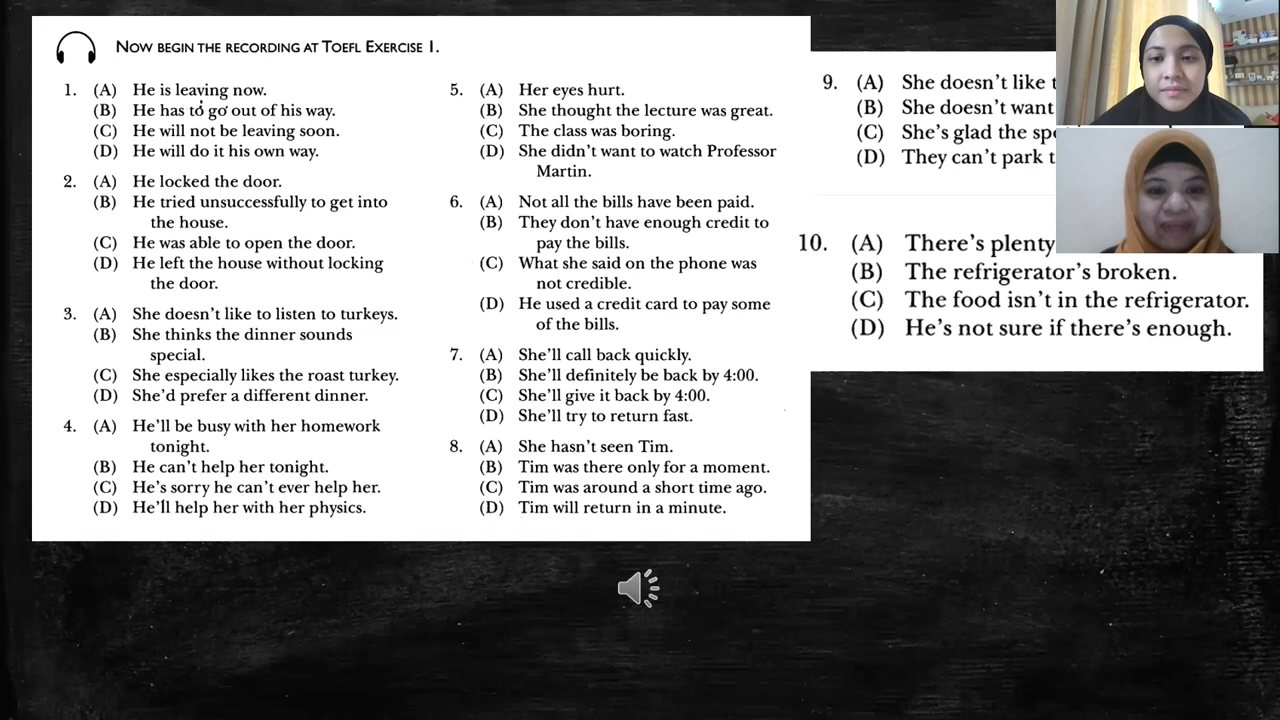 NOW BEGIN THE RECORDING AT TOEFL EXERCISE 1.
1. (A) He is leaving now.
(B) He has to go out of his way.
(C) He will not be leaving soon.
(D) He will do it his own way.
2. (A) He locked the door.
(B) He tried unsuccessfully to get into
the house.
(C) He was able to open the door.
(D) He left the house without locking
the door.
3. (A) She doesn't like to listen to turkeys.
(B) She thinks the dinner sounds
special.
(C) She especially likes the roast turkey.
(D) She'd prefer a different dinner.
4. (A) He'll be busy with her homework
tonight.
(B) He can't help her tonight.
(C) He's sorry he can't ever help her.
(D) He'll help her with her physics.
5. (A) Her eyes hurt.
(B) She thought the lecture was great.
(C) The class was boring.
(D) She didn't want to watch Professor
Martin.
6. (A) Not all the bills have been paid.
(B) They don't have enough credit to
pay the bills.
(C) What she said on the phone was
not credible.
(D) He used a credit card to pay some
of the bills.
7. (A) She'll call back quickly.
(B) She'll definitely be back by 4:00.
(C) She'll give it back by 4:00.
(D) She'll try to return fast.
8. (A) She hasn't seen Tim.
(B) Tim was there only for a moment.
(C) Tim was around a short time ago.
(D) Tim will return in a minute.
9. (A) She doesn't like
(B) She doesn't want
(C) She's glad the
(D) They can't park
10. (A) There's plenty
(B) The refrigerator's broken.
(C) The food isn't in the refrigerator.
(D) He's not sure if there's enough.